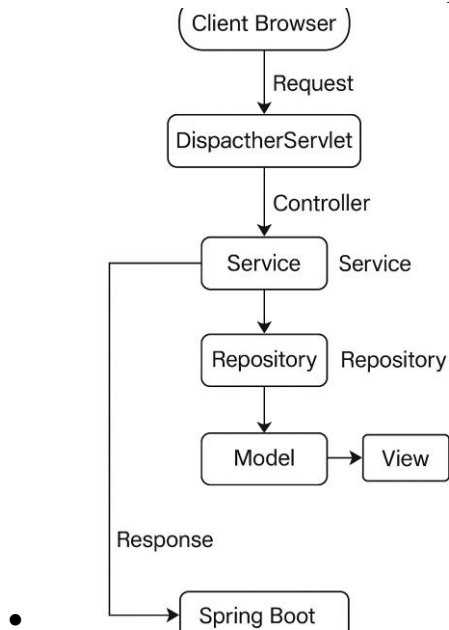 Client Browser
Request
DispactherServlet
Controller
Service Service
Repository Repository
Model View
Response
Spring Boot